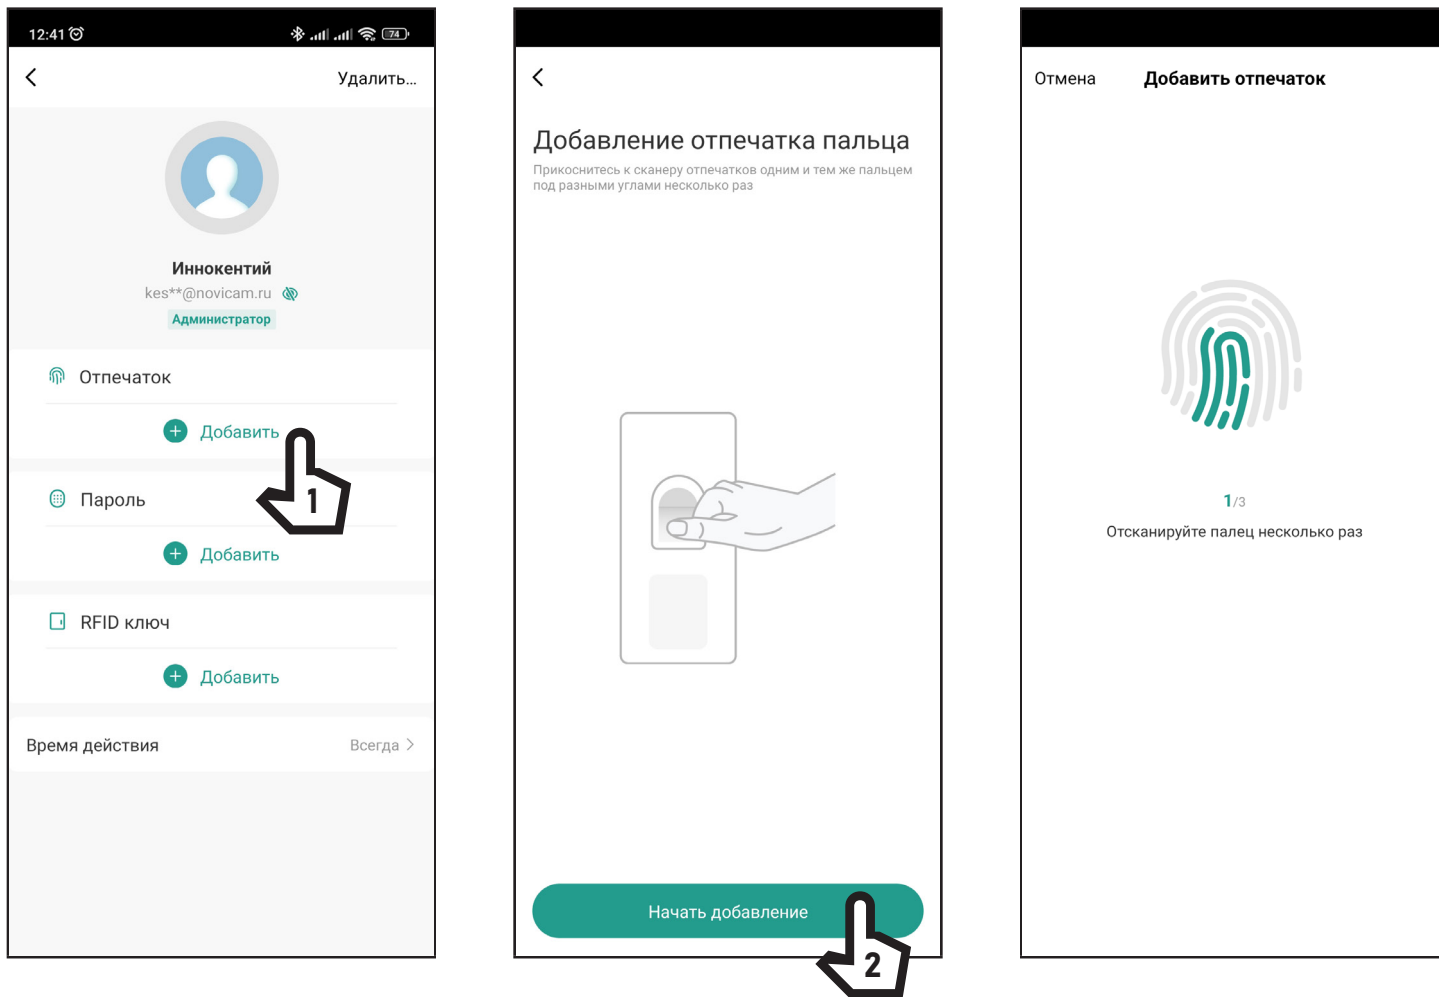 12:41
74
Удалить...
Иннокентий
kes**@novicam.ru
Администратор
Отпечаток
Добавить
1
Пароль
Добавить
RFID ключ
Добавить
Время действия
Всегда
Добавление отпечатка пальца
Прикоснитесь к сканеру отпечатков одним и тем же пальцем
под разными углами несколько раз
Начать добавление
2
Отмена
Добавить отпечаток
1/3
Отсканируйте палец несколько раз